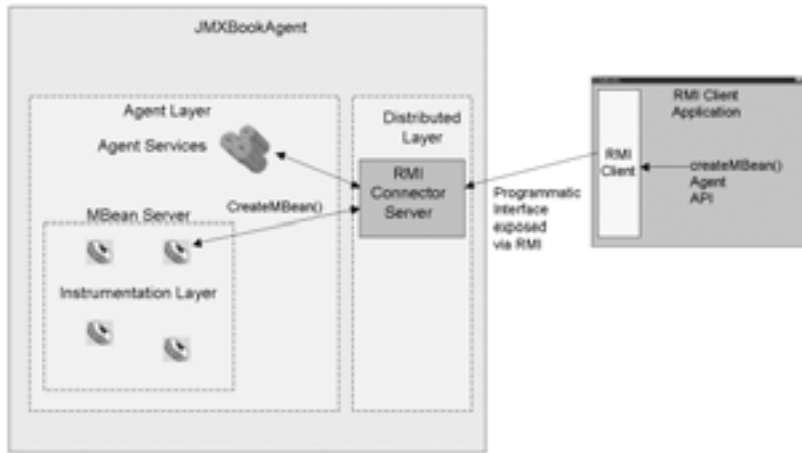 JMXBookAgent
Agent Layer
Agent Services
MBean Server
Instrumentation Layer
CreateMBean()
Distributed
Layer
RMI
Connector
Server
Programmatic
Interface
exposed
via RMI
RMI Client
Application
RMI
Client
createMBean()
Agent
API